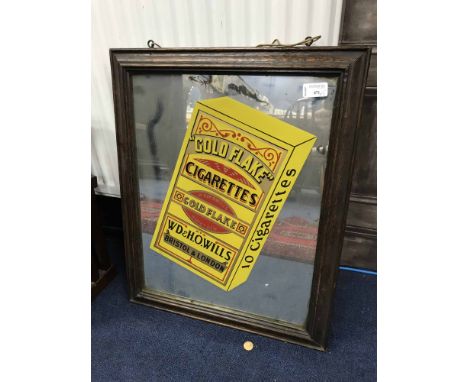 "GOLD FLAKE"
CIGARETTES
GOLD FLAKE
W.D. & H.O. WILLS
BRISTOL & LONDON
10 Cigarettes